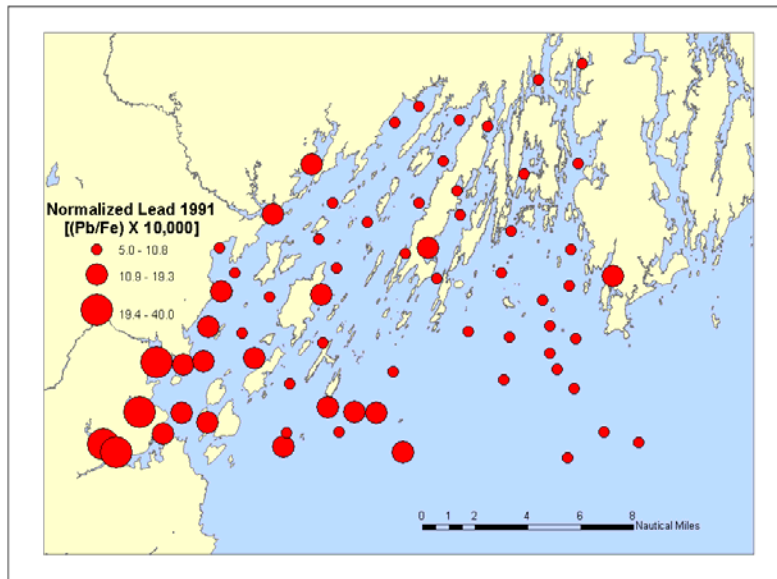 Normalized Lead 1991
[(Pb/Fe) X 10,000]
5.0 - 10.8
10.9 - 19.3
19.4 - 40.0
0 1 2 4 6 8
Nautical Miles